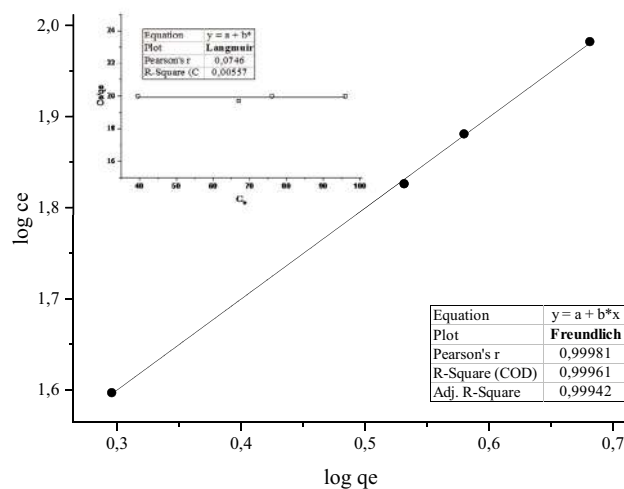 2,0
1,9
1,8
1,7
1,6
log ce
0,3 0,4 0,5 0,6 0,7
log qe
24
22
20
18
16
Ce/qe
40 50 60 70 80 90 100
Ce
Equation y = a + b*
Plot Langmuir
Pearson's r 0,0746
R-Square (C 0,00557
Equation y = a + b*x
Plot Freundlich
Pearson's r 0,99981
R-Square (COD) 0,99961
Adj. R-Square 0,99942